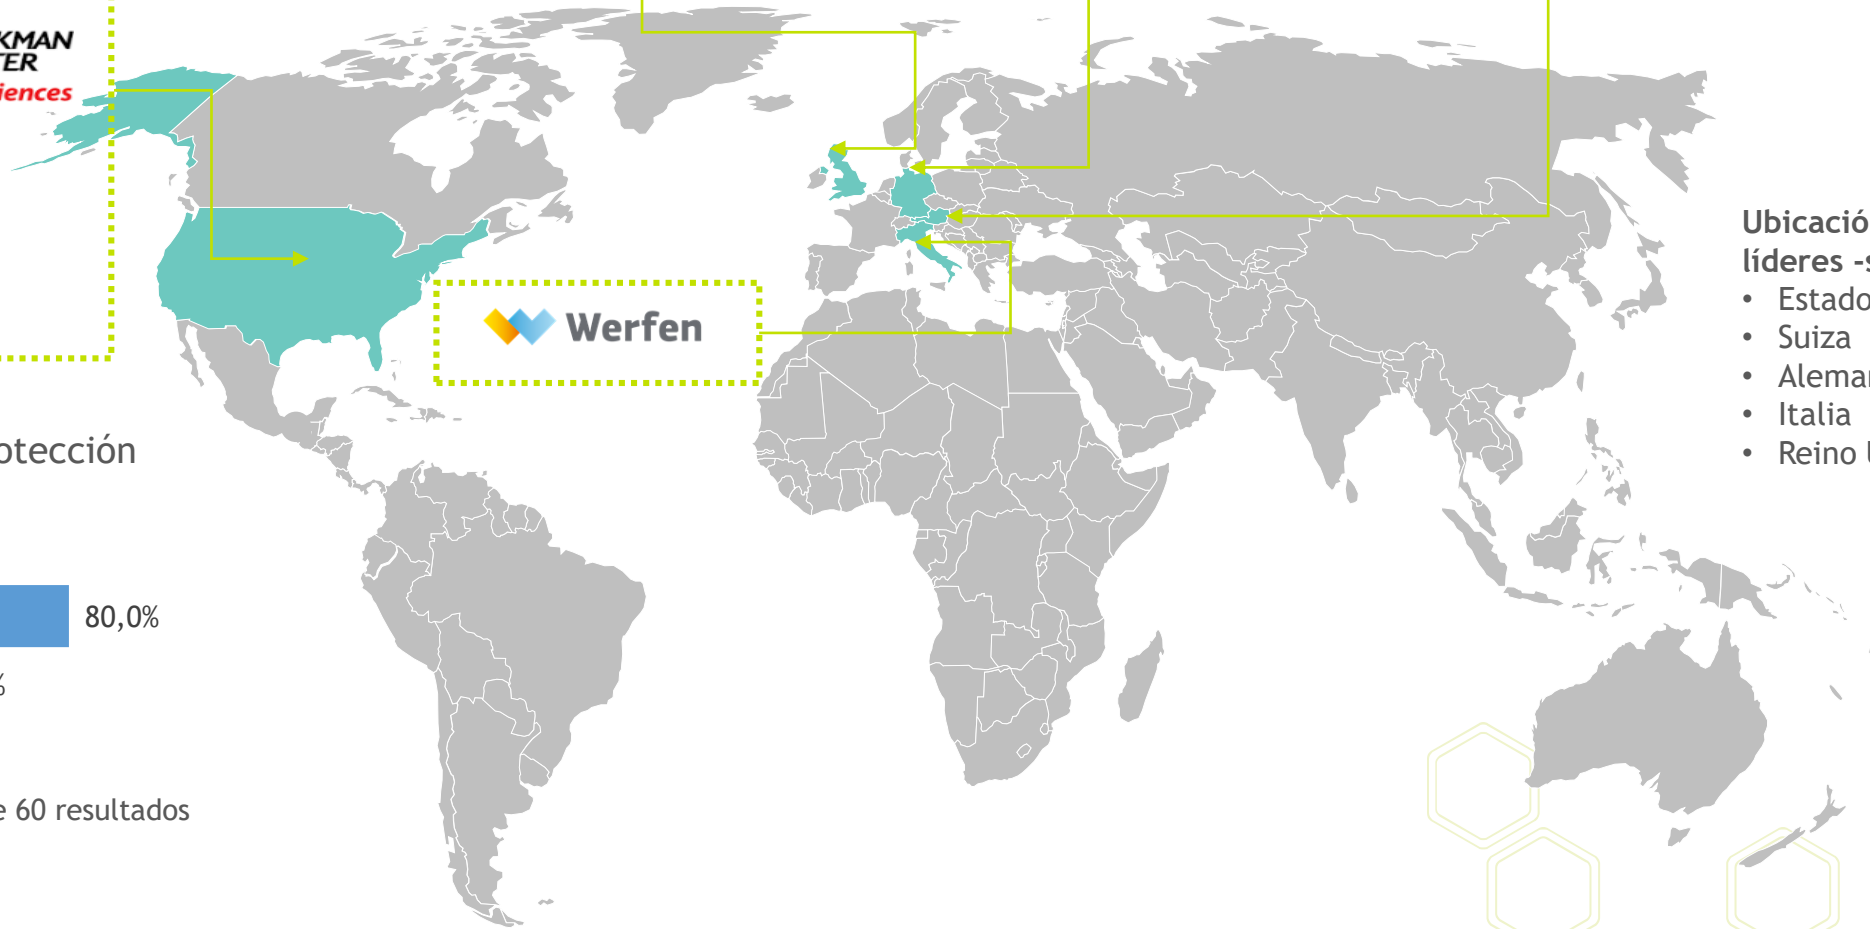 KMAN
TER
iences
Werfen
otección
80,0%
%
e 60 resultados
Ubicació
líderes -s
• Estado
• Suiza
• Alemar
• Italia
• Reino U